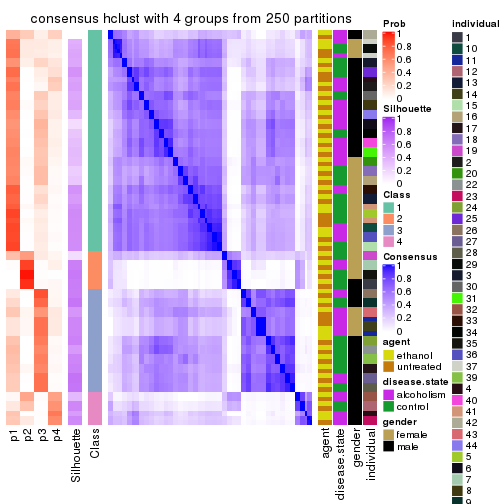 consensus hclust with 4 groups from 250 partitions
p1
p2
p3
p4
Silhouette
Class
agent
disease.state
gender
individual
Prob
1
0.8
0.6
0.4
0.2
0
Silhouette
1
0.8
0.6
0.4
0.2
0
Class
1
2
3
4
Consensus
1
0.8
0.6
0.4
0.2
0
agent
ethanol
untreated
disease.state
alcoholism
control
gender
female
male
individual
1
10
11
12
13
14
15
16
17
18
19
2
20
22
23
24
25
26
27
28
29
3
30
31
32
33
34
35
36
37
39
4
40
41
42
43
44
5
6
7
8
9